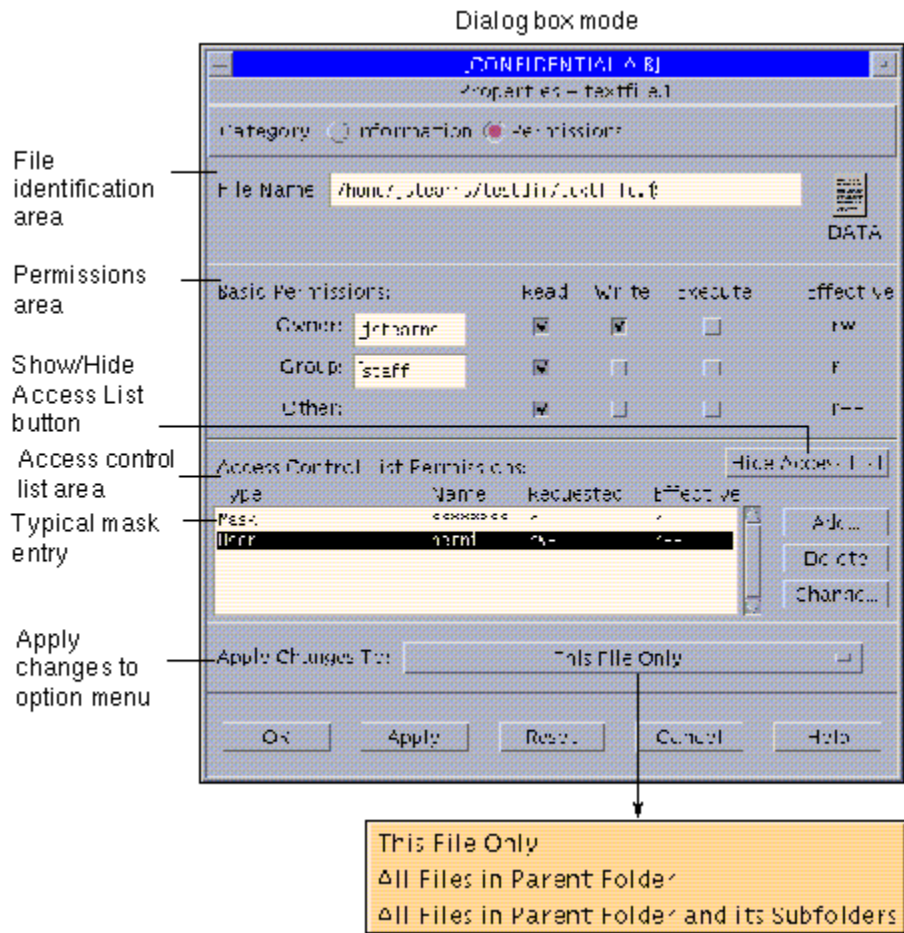 Dialog box mode
[CONFIDENTIAL A B]
Properties - textfile.1
Category Information Permissions
File
identification
area
File Name
DATA
Permissions
area
Basic Permissions: Read Write Execute Effective
Owner: jstearns rw
Group: staff r
Other: r--
Show/Hide
Access List
button
Hide Access List
Access control
list area
Access Control List Permissions:
Type Name Requested Effective
Typical mask
entry
Mask
User
Add...
Delete
Change...
Apply
changes to
option menu
Apply Changes To: This File Only
OK Apply Reset Cancel Help
This File Only
All Files in Parent Folder
All Files in Parent Folder and its Subfolders